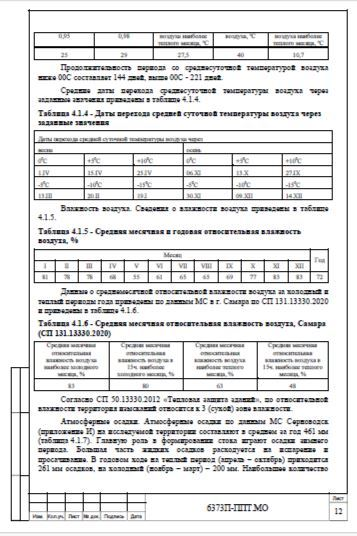 0,95 0,98 воздуха наиболее теплого месяца, °С воздуха, °С воздуха наиболее теплого месяца, °С
25 29 27,5 40 10,7
Продолжительность периода со среднесуточной температурой воздуха
ниже 00С составляет 144 дней, выше 00С - 221 дней.
Средние даты перехода среднесуточной температуры воздуха через
заданные значения приведены в таблице 4.1.4.
Таблица 4.1.4 - Даты перехода средней суточной температуры воздуха через
заданные значения
Даты перехода средней суточной температуры воздуха через
весна осень
0°С +5°С +10°С 0°С +5°С +10°С
1.IV 15.IV 25.IV 06.XI 13.X 27.IX
-5°С -10°С -15°С -5°С -10°С -15°С
13.III 20.II 19.I 30.XI 09.XII 14.XII
Влажность воздуха. Сведения о влажности воздуха приведены в таблице
4.1.5.
Таблица 4.1.5 - Средняя месячная и годовая относительная влажность
воздуха, %
Месяц Год
I II III IV V VI VII VIII IX X XI XII
81 78 78 68 55 61 65 65 69 77 83 83 72
Данные о среднемесячной относительной влажности воздуха за холодный и
теплый периоды года приведены по данным МС в г. Самара по СП 131.13330.2020
и приведены в таблице 4.1.6.
Таблица 4.1.6 - Средняя месячная относительная влажность воздуха, Самара
(СП 131.13330.2020)
Средняя месячная относительная влажность воздуха наиболее холодного месяца, % Средняя месячная относительная влажность воздуха в 15ч. наиболее холодного месяца, % Средняя месячная относительная влажность воздуха наиболее теплого месяца, % Средняя месячная относительная влажность воздуха в 15ч. наиболее теплого месяца, %
83 80 63 48
Согласно СП 50.13330.2012 «Тепловая защита зданий», по относительной
влажности территория изысканий относится к 3 (сухой) зоне влажности.
Атмосферные осадки. Атмосферные осадки по данным МС Серноводск
(приложение И) на исследуемой территории составляют в среднем за год 461 мм
(таблица 4.1.7). Главную роль в формировании стока играют осадки зимнего
периода. Большая часть жидких осадков расходуется на испарение и
просачивание. В годовом ходе на теплый период (апрель – октябрь) приходится
261 мм осадков, на холодный (ноябрь – март) – 200 мм. Наибольшее количество
6373П-ППТ.МО
Лист
12
Изм. Кол.уч. Лист № док. Подпись Дата